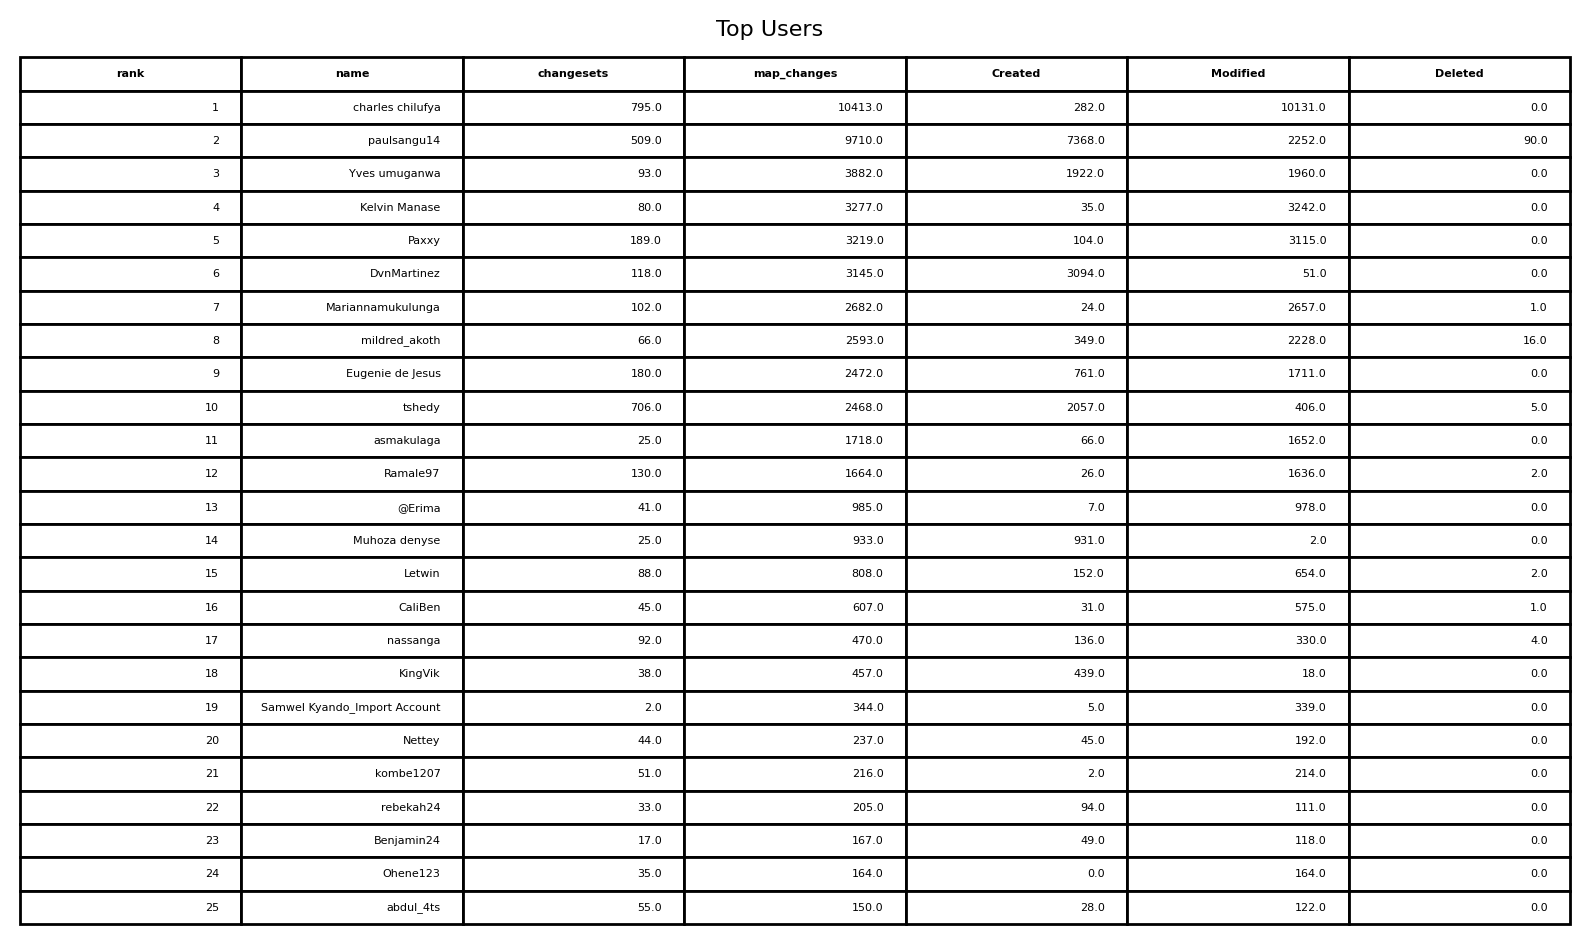 Top Users
rank name changesets map_changes Created Modified Deleted
1 charles chilufya 795.0 10413.0 282.0 10131.0 0.0
2 paulsangu14 509.0 9710.0 7368.0 2252.0 90.0
3 Yves umuganwa 93.0 3882.0 1922.0 1960.0 0.0
4 Kelvin Manase 80.0 3277.0 35.0 3242.0 0.0
5 Paxxy 189.0 3219.0 104.0 3115.0 0.0
6 DvnMartinez 118.0 3145.0 3094.0 51.0 0.0
7 Mariannamukulunga 102.0 2682.0 24.0 2657.0 1.0
8 mildred_akoth 66.0 2593.0 349.0 2228.0 16.0
9 Eugenie de Jesus 180.0 2472.0 761.0 1711.0 0.0
10 tshedy 706.0 2468.0 2057.0 406.0 5.0
11 asmakulaga 25.0 1718.0 66.0 1652.0 0.0
12 Ramale97 130.0 1664.0 26.0 1636.0 2.0
13 @Erima 41.0 985.0 7.0 978.0 0.0
14 Muhoza denyse 25.0 933.0 931.0 2.0 0.0
15 Letwin 88.0 808.0 152.0 654.0 2.0
16 CaliBen 45.0 607.0 31.0 575.0 1.0
17 nassanga 92.0 470.0 136.0 330.0 4.0
18 KingVik 38.0 457.0 439.0 18.0 0.0
19 Samwel Kyando_Import Account 2.0 344.0 5.0 339.0 0.0
20 Nettey 44.0 237.0 45.0 192.0 0.0
21 kombe1207 51.0 216.0 2.0 214.0 0.0
22 rebekah24 33.0 205.0 94.0 111.0 0.0
23 Benjamin24 17.0 167.0 49.0 118.0 0.0
24 Ohene123 35.0 164.0 0.0 164.0 0.0
25 abdul_4ts 55.0 150.0 28.0 122.0 0.0